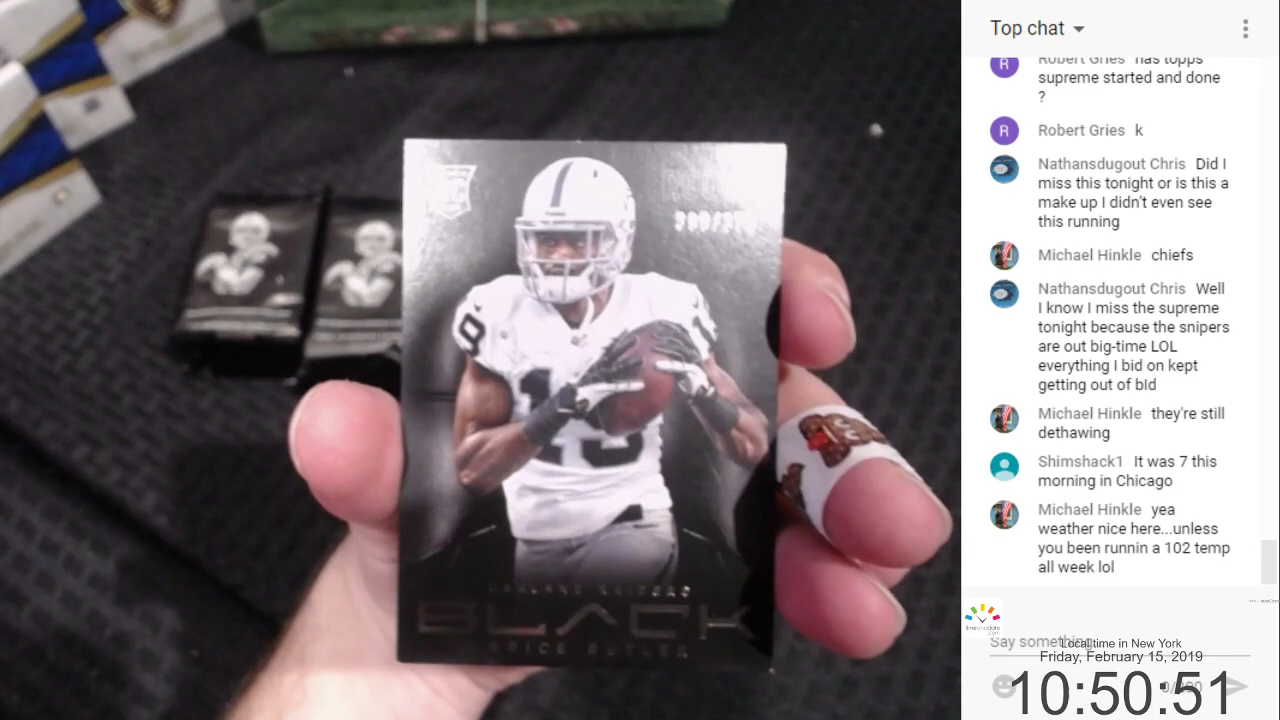 BLACK
BRICE BUTLER
Top chat
Robert Gries has topps
supreme started and done
?
Robert Gries k
Nathansdugout Chris Did I
miss this tonight or is this a
make up I didn't even see
this running
Michael Hinkle chiefs
Nathansdugout Chris Well
I know I miss the supreme
tonight because the snipers
are out big-time LOL
everything I bid on kept
getting out of bId
Michael Hinkle they're still
dethawing
Shimshack1 It was 7 this
morning in Chicago
Michael Hinkle yea
weather nice here...unless
you been runnin a 102 temp
all week lol
Say something...
Local time in New York
Friday, February 15, 2019
10:50:51